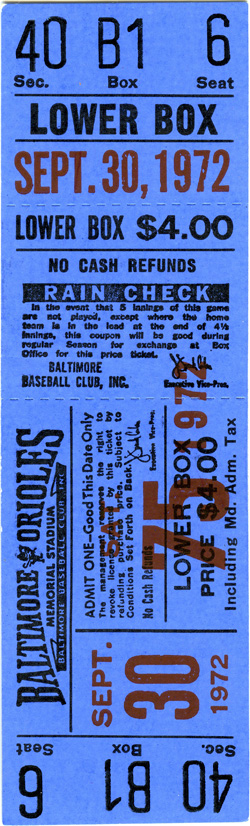 40 B1 6
Sec. Box Seat
LOWER BOX
SEPT. 30, 1972
LOWER BOX $4.00
NO CASH REFUNDS
RAIN CHECK
In the event that 5 innings of this game
are not played, except where the home
team is in the lead at the end of 4½
innings, this coupon will be good during
regular Season for exchange at Box
Office for this price ticket.
BALTIMORE
BASEBALL CLUB, INC.
Executive Vice-Pres.
BALTIMORE ORIOLES
MEMORIAL STADIUM
BALTIMORE BASEBALL CLUB, INC.
ADMIT ONE—Good This Date Only
The management reserves the right to
revoke license granted by this ticket by
refunding purchase price. Subject to
Conditions Set Forth on Back.
No Cash Refunds
Executive Vice-Pres.
75
LOWER BOX
PRICE $4.00
Including Md. Adm. Tax
SEPT.
30
1972
Sec. Box Seat
40 B1 6